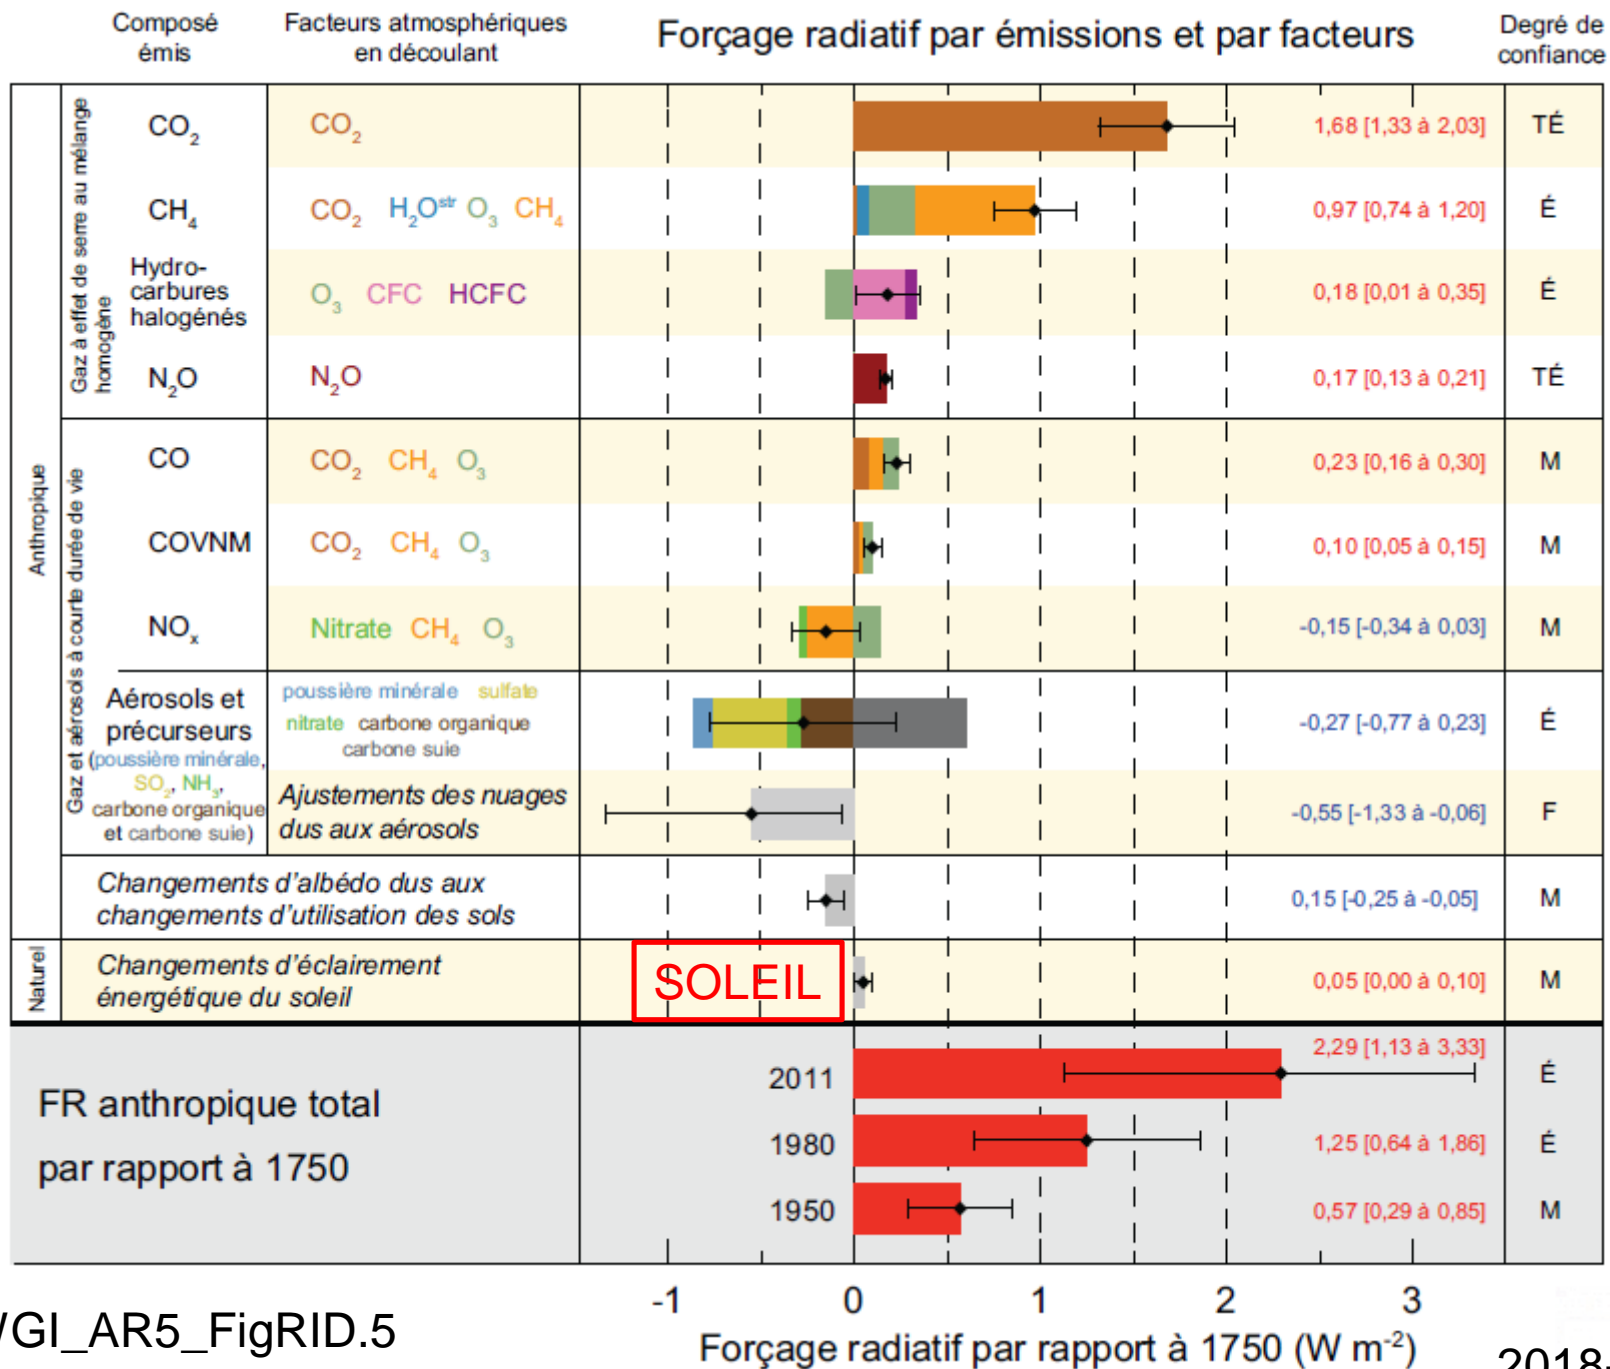 Composé
émis
Facteurs atmosphériques
en découlant
Forçage radiatif par émissions et par facteurs
Degré de
confiance
Anthropique
Gaz à effet de serre au mélange
homogène
CO₂
CO₂
1,68 [1,33 à 2,03]
TÉ
CH₄
CO₂ H₂Oˢᵗʳ O₃ CH₄
0,97 [0,74 à 1,20]
É
Hydro-
carbures
halogénés
O₃ CFC HCFC
0,18 [0,01 à 0,35]
É
N₂O
N₂O
0,17 [0,13 à 0,21]
TÉ
Gaz et aérosols à courte durée de vie
CO
CO₂ CH₄ O₃
0,23 [0,16 à 0,30]
M
COVNM
CO₂ CH₄ O₃
0,10 [0,05 à 0,15]
M
NOₓ
Nitrate CH₄ O₃
-0,15 [-0,34 à 0,03]
M
Aérosols et
précurseurs
(poussière minérale,
SO₂, NH₃,
carbone organique
et carbone suie)
poussière minérale sulfate
nitrate carbone organique
carbone suie
-0,27 [-0,77 à 0,23]
É
Ajustements des nuages
dus aux aérosols
-0,55 [-1,33 à -0,06]
F
Changements d'albédo dus aux
changements d'utilisation des sols
0,15 [-0,25 à -0,05]
M
Naturel
Changements d'éclairement
énergétique du soleil
SOLEIL
0,05 [0,00 à 0,10]
M
FR anthropique total
par rapport à 1750
2011
2,29 [1,13 à 3,33]
É
1980
1,25 [0,64 à 1,86]
É
1950
0,57 [0,29 à 0,85]
M
-1 0 1 2 3
Forçage radiatif par rapport à 1750 (W m⁻²)
GI_AR5_FigRID.5
2018